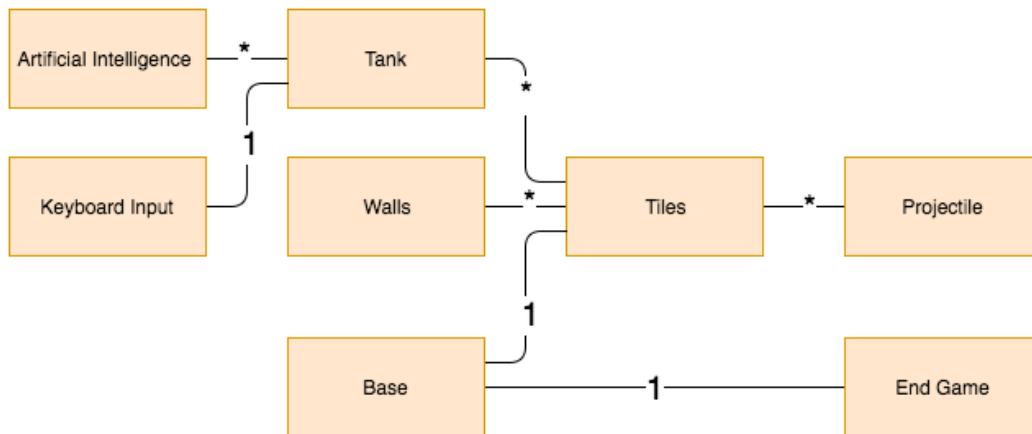 Artificial Intelligence
*
Tank
*
1
Keyboard Input
Walls
*
Tiles
*
Projectile
1
Base
1
End Game